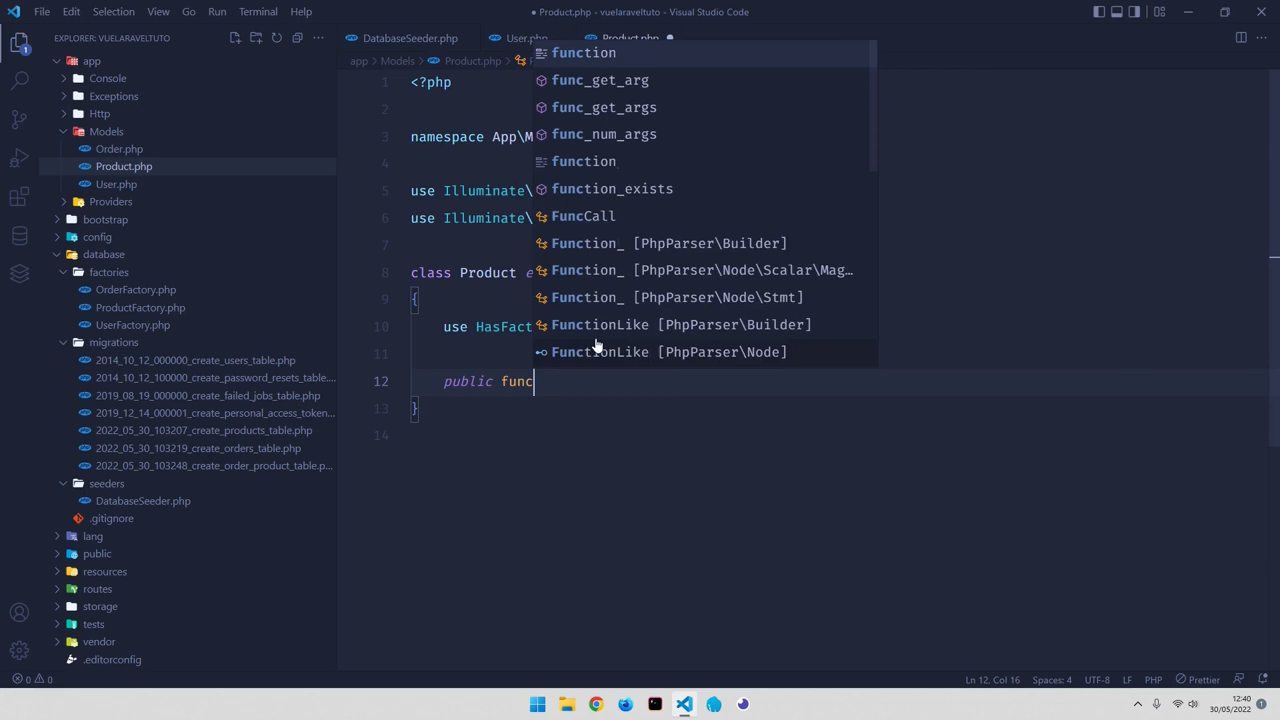 File Edit Selection View Go Run Terminal Help
● Product.php - vuelaraveltuto - Visual Studio Code
EXPLORER: VUELARAVELTUTO
DatabaseSeeder.php User.php Product.php ●
app > Models > Product.php >
1
app
Console
Exceptions
Http
Models
Order.php
Product.php
User.php
Providers
bootstrap
config
database
factories
OrderFactory.php
ProductFactory.php
UserFactory.php
migrations
2014_10_12_000000_create_users_table.php
2014_10_12_100000_create_password_resets_table....
2019_08_19_000000_create_failed_jobs_table.php
2019_12_14_000001_create_personal_access_token...
2022_05_30_103207_create_products_table.php
2022_05_30_103219_create_orders_table.php
2022_05_30_103248_create_order_product_table.p...
seeders
DatabaseSeeder.php
.gitignore
lang
public
resources
routes
storage
tests
vendor
.editorconfig
1 <?php
2
3 namespace App\M
4
5 use Illuminate\
6 use Illuminate\
7
8 class Product e
9 {
10 use HasFact
11
12 public func
13 }
14
function
func_get_arg
func_get_args
func_num_args
function
function_exists
FuncCall
Function_ [PhpParser\Builder]
Function_ [PhpParser\Node\Scalar\Mag...
Function_ [PhpParser\Node\Stmt]
FunctionLike [PhpParser\Builder]
FunctionLike [PhpParser\Node]
0 0 Ln 12, Col 16 Spaces: 4 UTF-8 LF PHP Prettier
12:40
30/05/2022